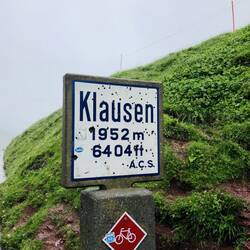 Klausen
1952 m
6404 ft
A.C.S.